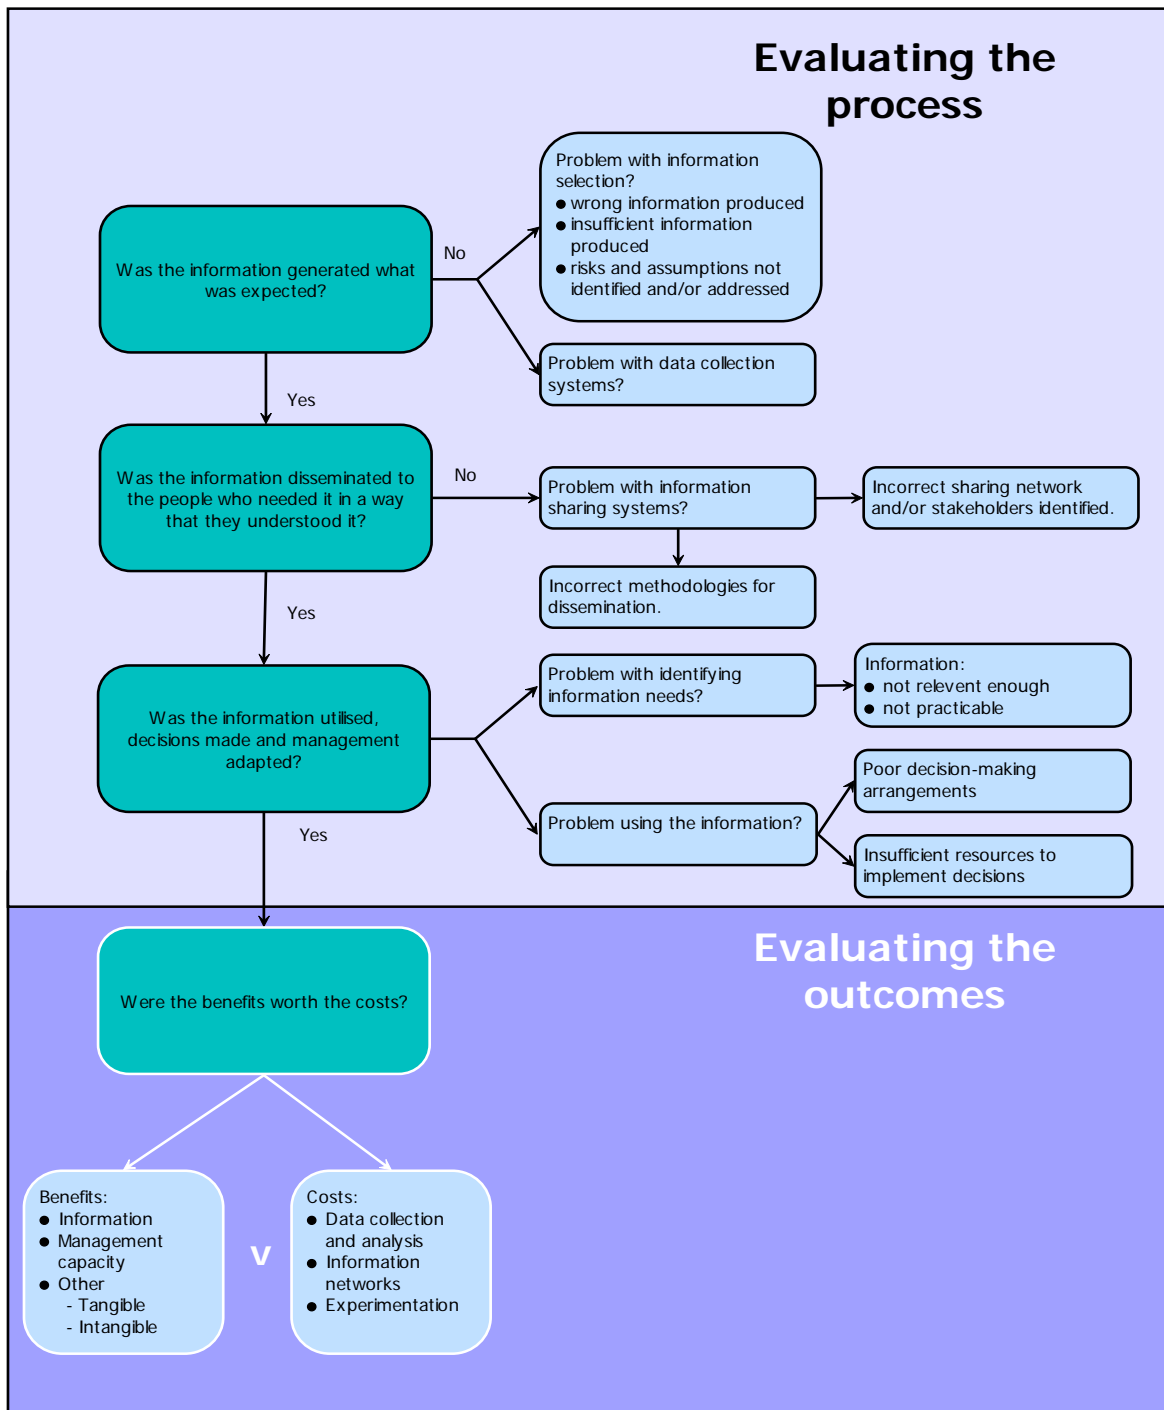 Evaluating the
process
Problem with information
selection?
● wrong information produced
● insufficient information
produced
● risks and assumptions not
identified and/or addressed
Was the information generated what
was expected?
No
Problem with data collection
systems?
Yes
Was the information disseminated to
the people who needed it in a way
that they understood it?
No
Problem with information
sharing systems?
Incorrect sharing network
and/or stakeholders identified.
Incorrect methodologies for
dissemination.
Yes
Problem with identifying
information needs?
Information:
● not relevent enough
● not practicable
Was the information utilised,
decisions made and management
adapted?
Poor decision-making
arrangements
Problem using the information?
Insufficient resources to
implement decisions
Yes
Evaluating the
outcomes
Were the benefits worth the costs?
Benefits:
● Information
● Management
capacity
● Other
- Tangible
- Intangible
v
Costs:
● Data collection
and analysis
● Information
networks
● Experimentation